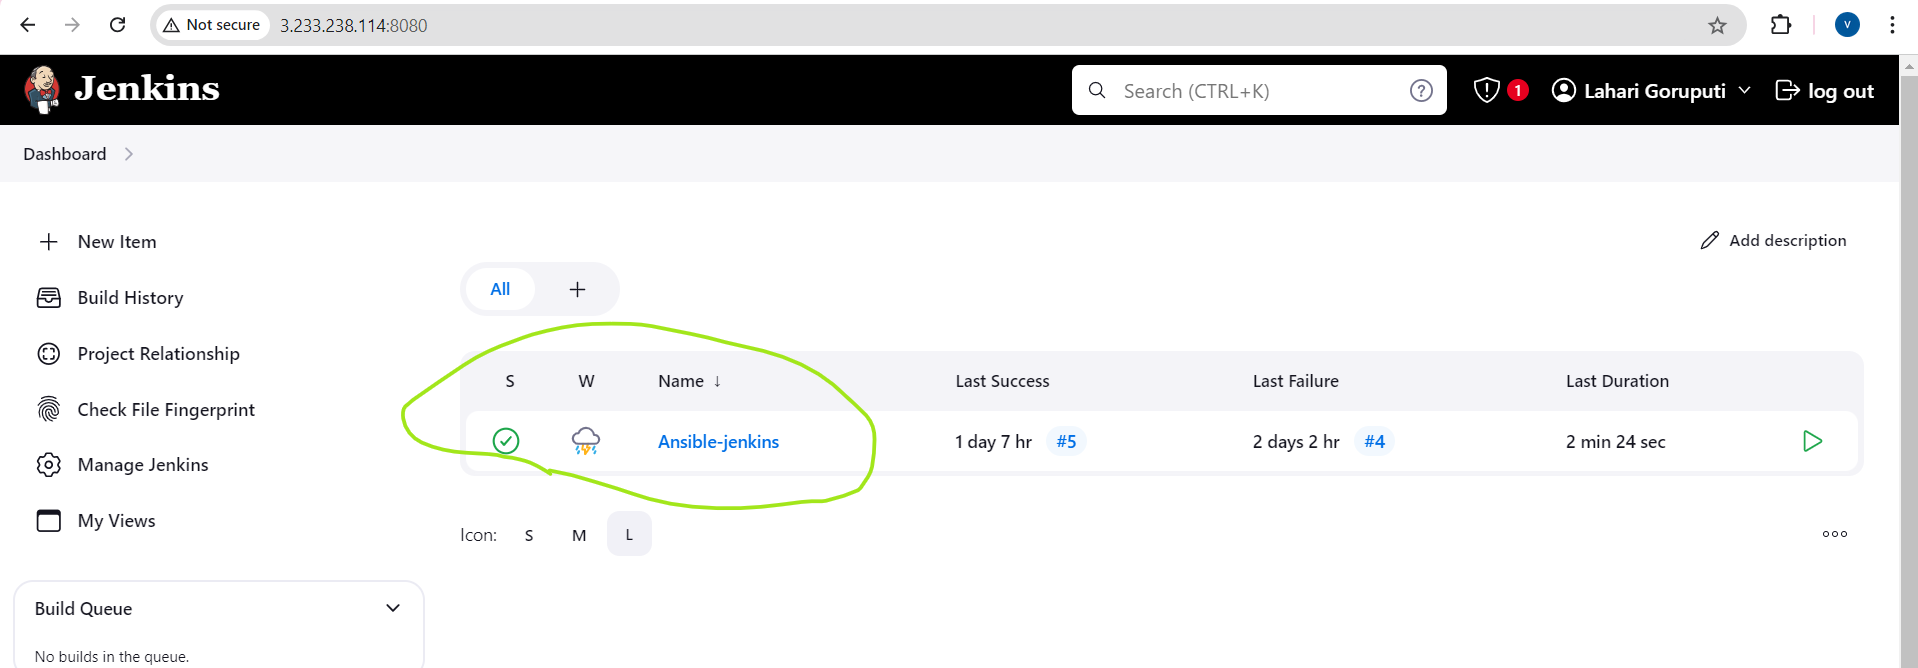 Not secure 3.233.238.114:8080 V
Jenkins Search (CTRL+K) ? 1 Lahari Goruputi log out
Dashboard
New Item
Add description
All +
Build History
Project Relationship
S W Name ↓ Last Success Last Failure Last Duration
Check File Fingerprint
Ansible-jenkins 1 day 7 hr #5 2 days 2 hr #4 2 min 24 sec
Manage Jenkins
My Views
Icon: S M L
Build Queue
No builds in the queue.